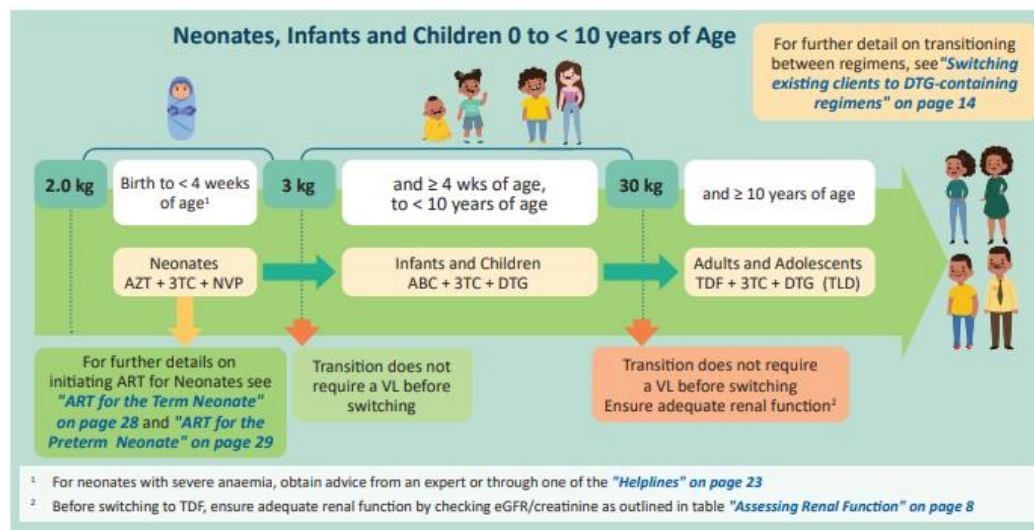 Neonates, Infants and Children 0 to < 10 years of Age
For further detail on transitioning
between regimens, see "Switching
existing clients to DTG-containing
regimens" on page 14
2.0 kg
Birth to < 4 weeks
of age¹
3 kg
and ≥ 4 wks of age,
to < 10 years of age
30 kg
and ≥ 10 years of age
Neonates
AZT + 3TC + NVP
Infants and Children
ABC + 3TC + DTG
Adults and Adolescents
TDF + 3TC + DTG (TLD)
For further details on
initiating ART for Neonates see
"ART for the Term Neonate"
on page 28 and "ART for the
Preterm Neonate" on page 29
Transition does not
require a VL before
switching
Transition does not require
a VL before switching
Ensure adequate renal function²
¹ For neonates with severe anaemia, obtain advice from an expert or through one of the "Helplines" on page 23
² Before switching to TDF, ensure adequate renal function by checking eGFR/creatinine as outlined in table "Assessing Renal Function" on page 8